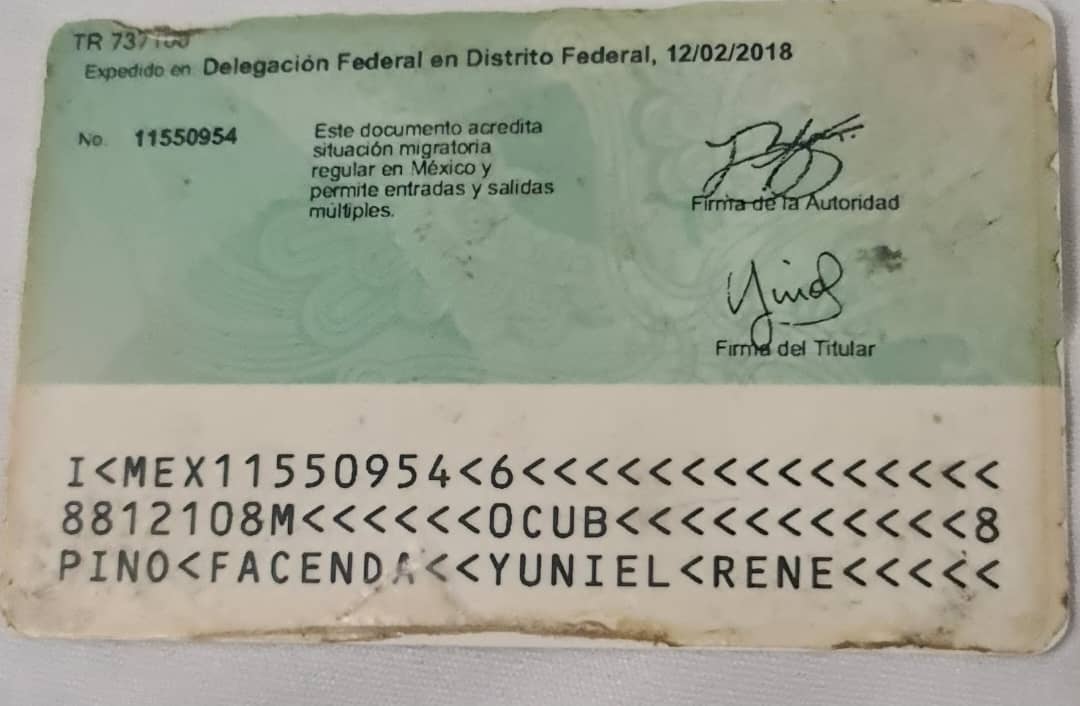 TR 737100
Expedido en Delegación Federal en Distrito Federal, 12/02/2018
No. 11550954
Este documento acredita
situación migratoria
regular en México y
permite entradas y salidas
múltiples.
Firma de la Autoridad
Yuniel
Firma del Titular
I<MEX11550954<6<<<<<<<<<<<<<<<
8812108M<<<<<<0CUB<<<<<<<<<<<8
PINO<FACENDA<<YUNIEL<RENE<<<<<